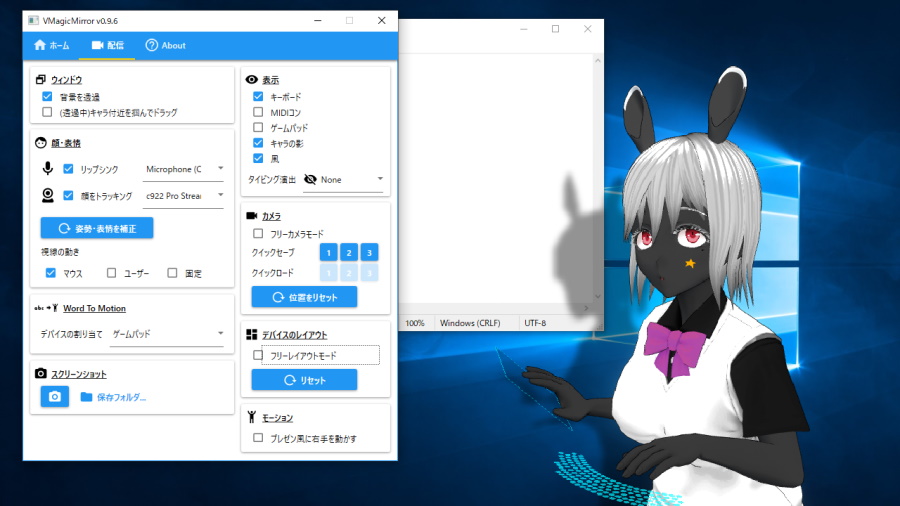 VMagicMirror v0.9.6
ホーム
配信
About
ウィンドウ
背景を透過
(透過中)キャラ付近を掴んでドラッグ
顔・表情
リップシンク
Microphone (C
顔をトラッキング
c922 Pro Strear
姿勢・表情を補正
視線の動き
マウス
ユーザー
固定
abc
Word To Motion
デバイスの割り当て
ゲームパッド
スクリーンショット
保存フォルダ...
表示
キーボード
MIDIコン
ゲームパッド
キャラの影
風
タイピング演出
None
カメラ
フリーカメラモード
クイックセーブ
1 2 3
クイックロード
1 2 3
位置をリセット
デバイスのレイアウト
フリーレイアウトモード
リセット
モーション
プレゼン風に右手を動かす
100%
Windows (CRLF)
UTF-8